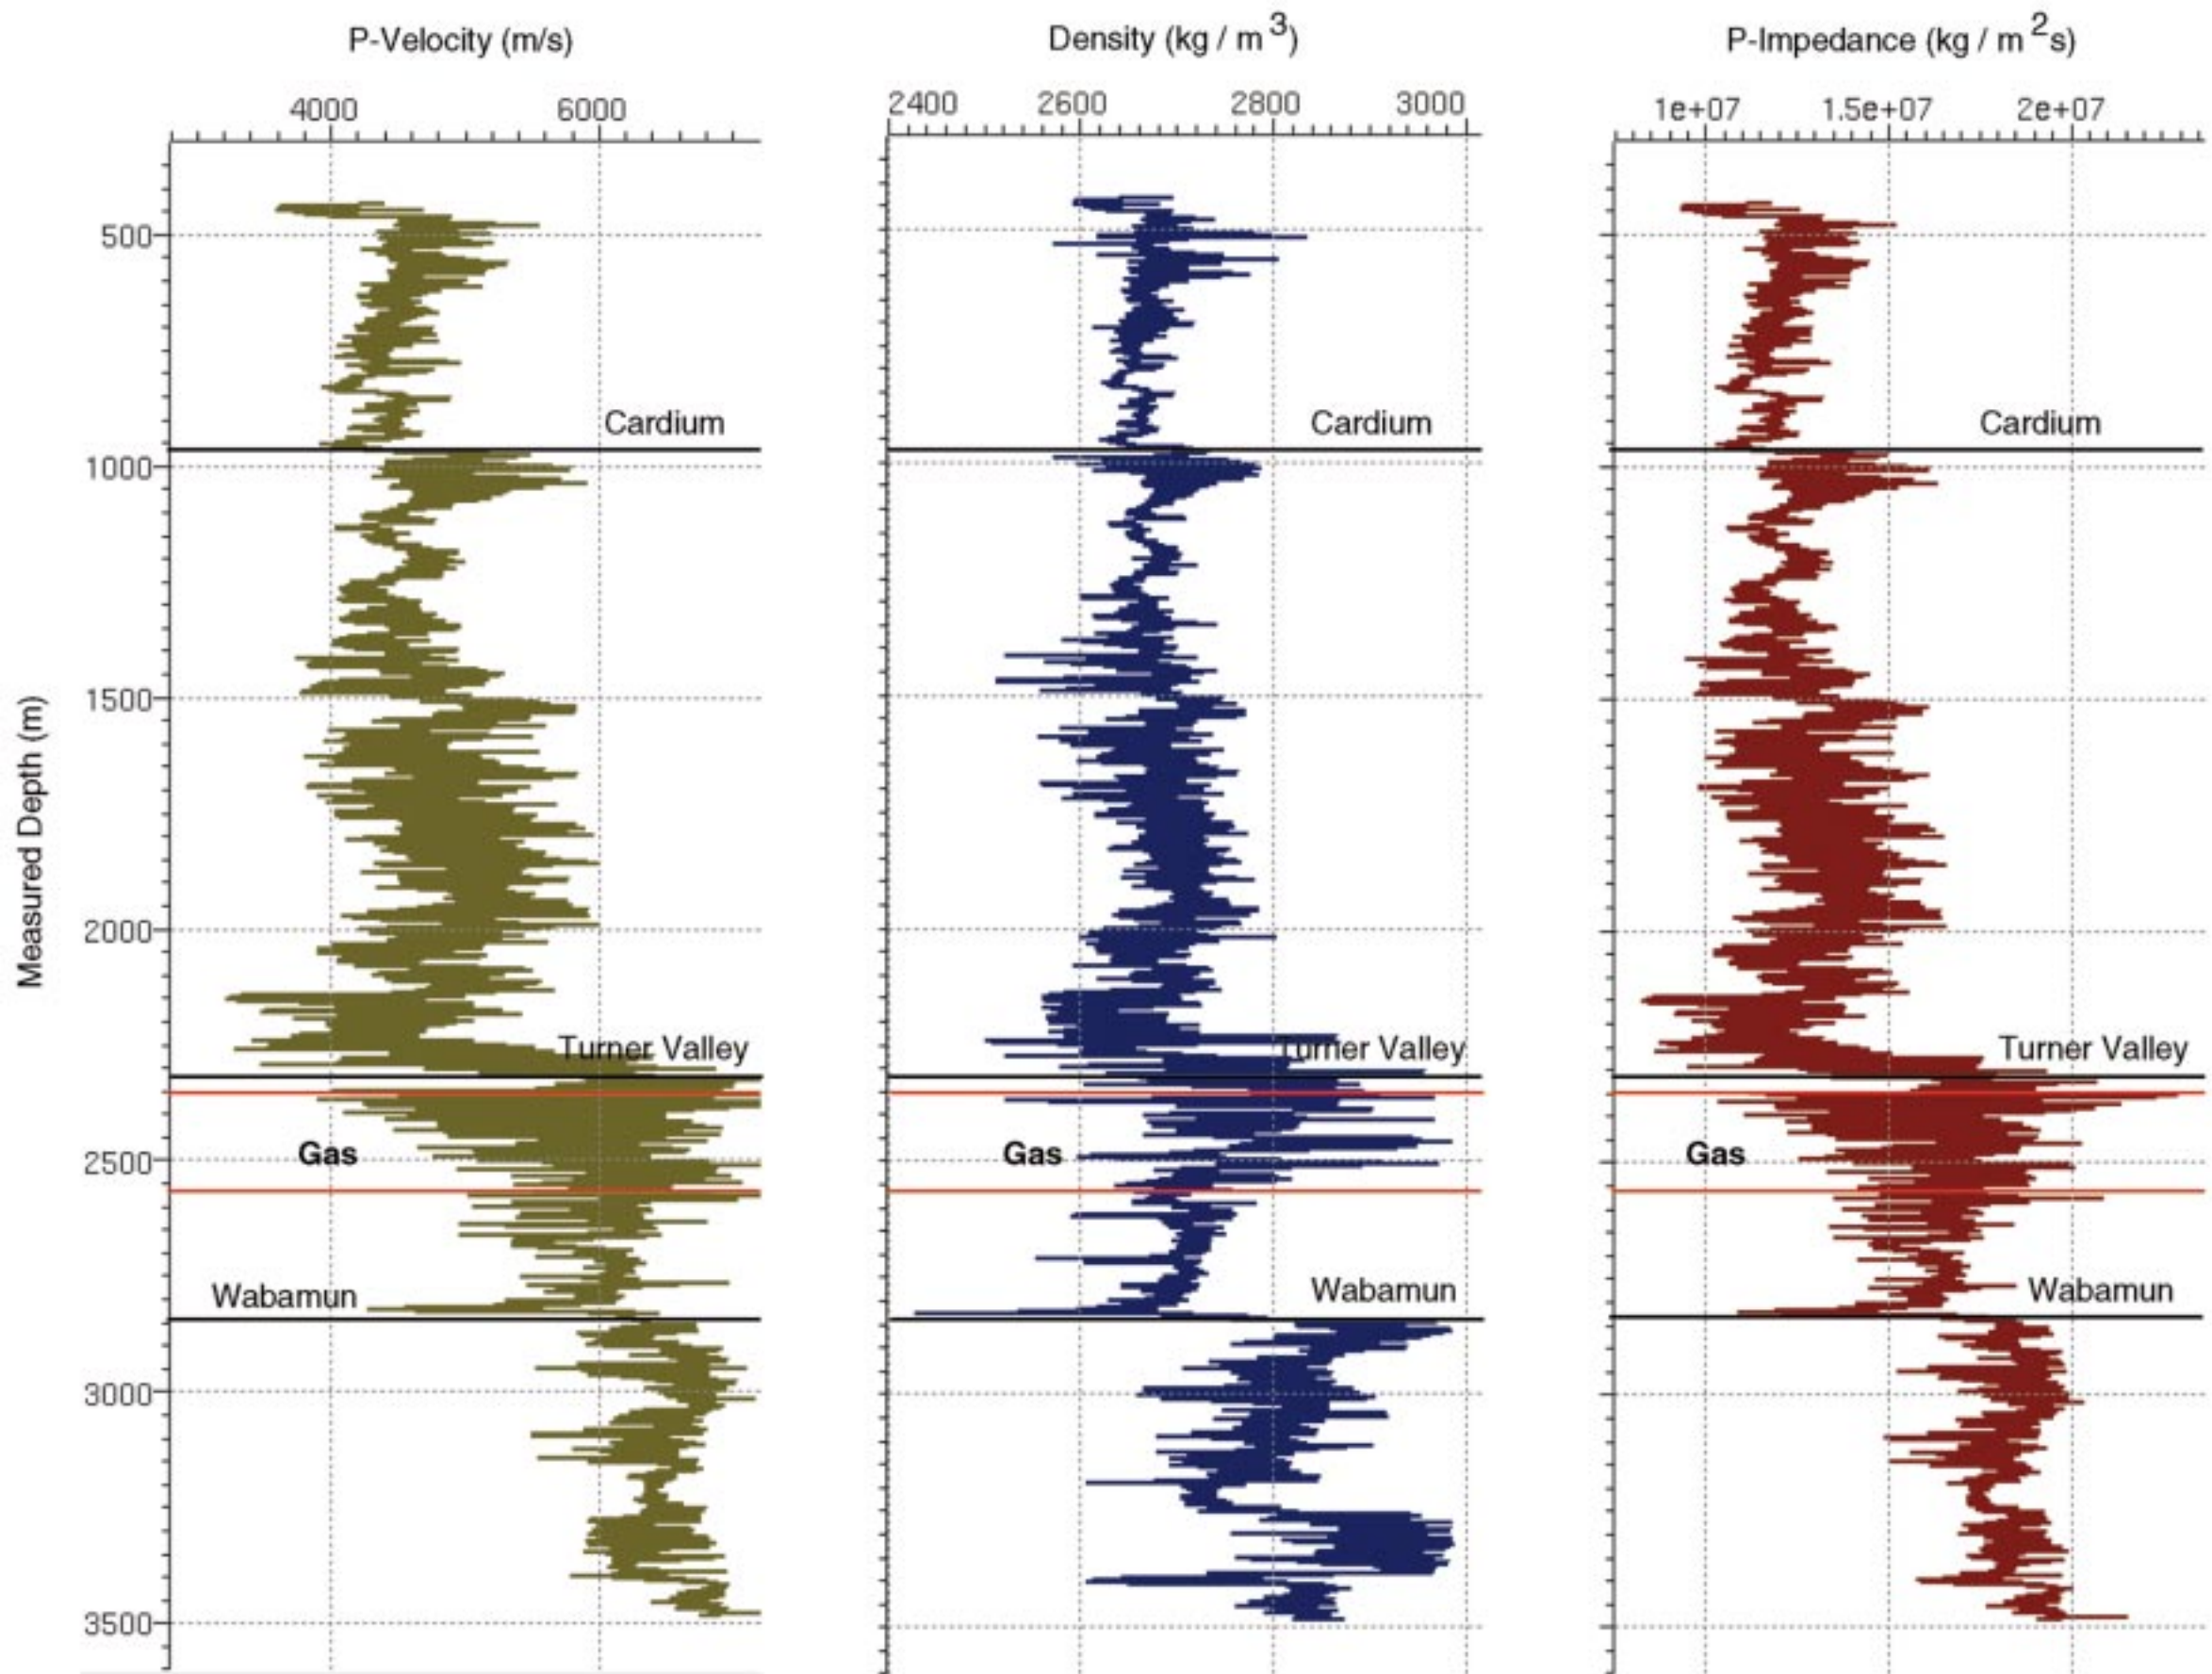 P-Velocity (m/s)
Density (kg / m 3)
P-Impedance (kg / m 2 s)
4000 6000
2400 2600 2800 3000
1e+07 1.5e+07 2e+07
Measured Depth (m)
500
Cardium
Cardium
Cardium
1000
1500
2000
Turner Valley
Turner Valley
Turner Valley
Gas
Gas
Gas
2500
Wabamun
Wabamun
Wabamun
3000
3500